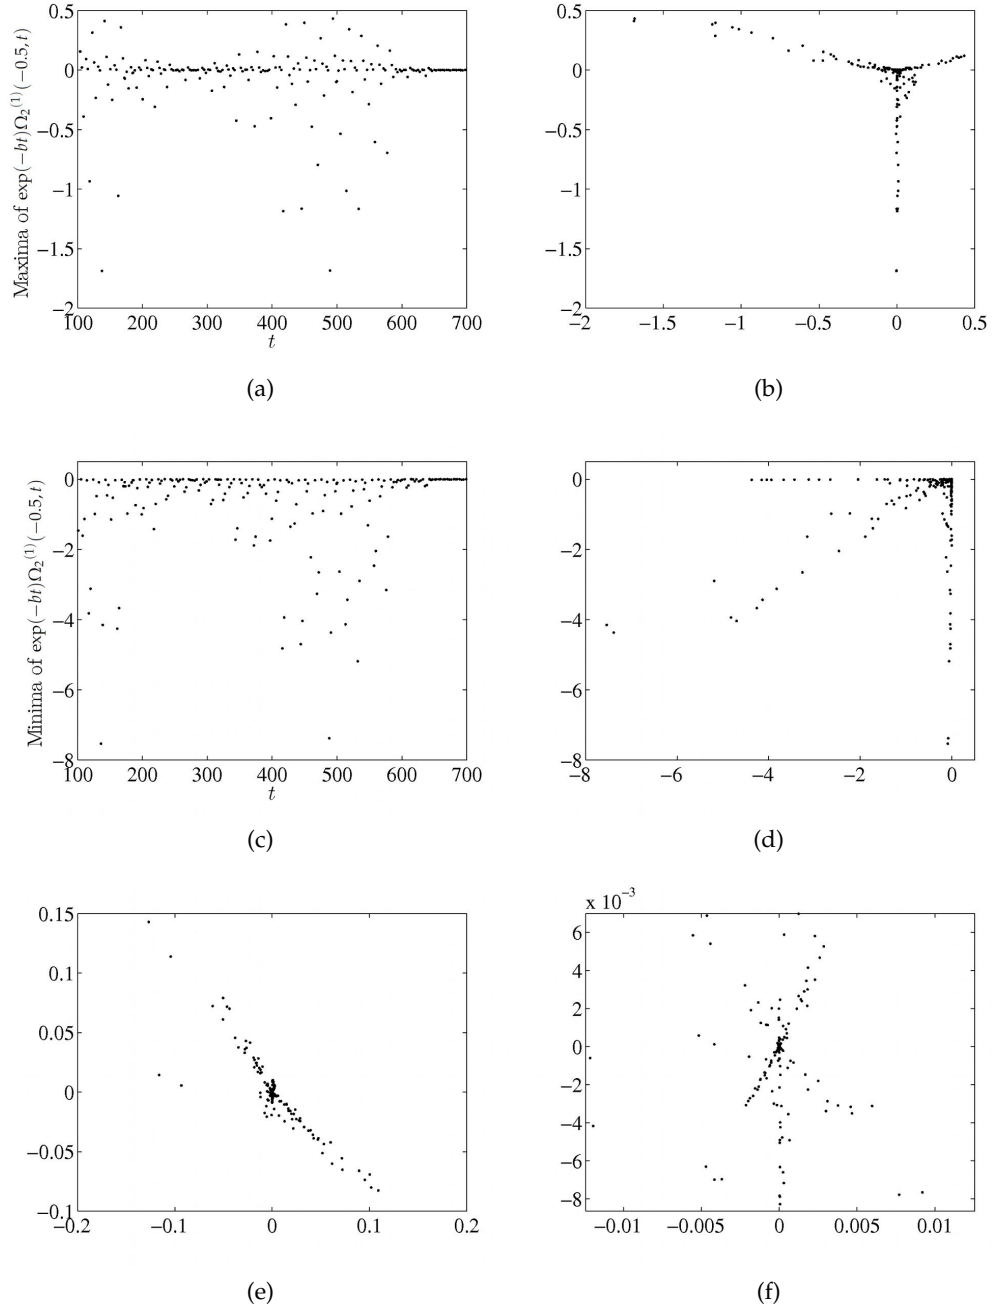 Maxima of exp(−bt)Ω₂⁽¹⁾(−0.5, t)
0.5
0
−0.5
−1
−1.5
−2
100 200 300 400 500 600 700
t
(a)
0.5
0
−0.5
−1
−1.5
−2
−2 −1.5 −1 −0.5 0 0.5
(b)
Minima of exp(−bt)Ω₂⁽¹⁾(−0.5, t)
0
−2
−4
−6
−8
100 200 300 400 500 600 700
t
(c)
0
−2
−4
−6
−8
−8 −6 −4 −2 0
(d)
0.15
0.1
0.05
0
−0.05
−0.1
−0.2 −0.1 0 0.1 0.2
(e)
x 10⁻³
6
4
2
0
−2
−4
−6
−8
−0.01 −0.005 0 0.005 0.01
(f)